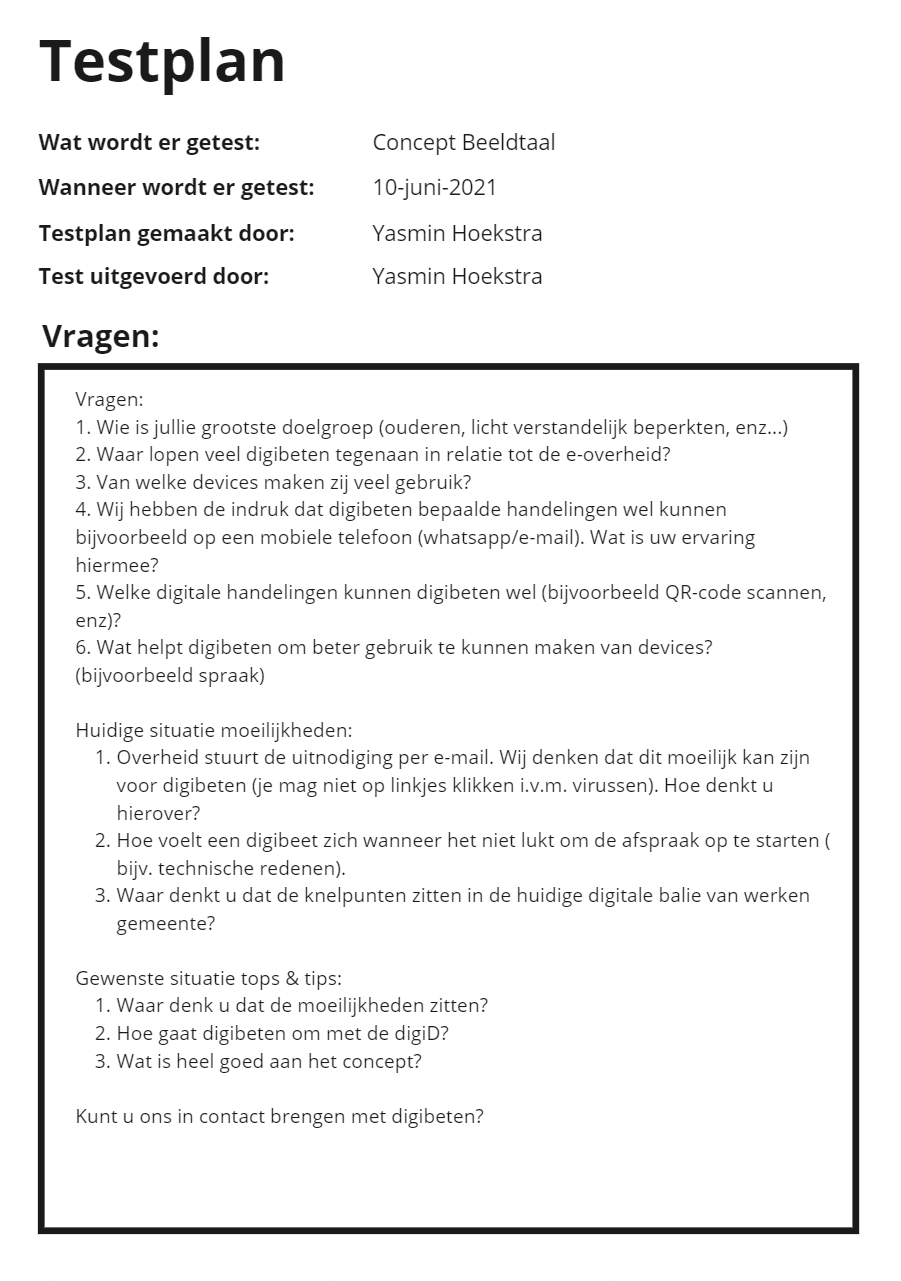 Testplan
Wat wordt er getest: Concept Beeldtaal
Wanneer wordt er getest: 10-juni-2021
Testplan gemaakt door: Yasmin Hoekstra
Test uitgevoerd door: Yasmin Hoekstra
Vragen:
Vragen:
1. Wie is jullie grootste doelgroep (ouderen, licht verstandelijk beperkten, enz...)
2. Waar lopen veel digibeten tegenaan in relatie tot de e-overheid?
3. Van welke devices maken zij veel gebruik?
4. Wij hebben de indruk dat digibeten bepaalde handelingen wel kunnen
bijvoorbeeld op een mobiele telefoon (whatsapp/e-mail). Wat is uw ervaring
hiermee?
5. Welke digitale handelingen kunnen digibeten wel (bijvoorbeeld QR-code scannen,
enz)?
6. Wat helpt digibeten om beter gebruik te kunnen maken van devices?
(bijvoorbeeld spraak)
Huidige situatie moeilijkheden:
1. Overheid stuurt de uitnodiging per e-mail. Wij denken dat dit moeilijk kan zijn
voor digibeten (je mag niet op linkjes klikken i.v.m. virussen). Hoe denkt u
hierover?
2. Hoe voelt een digibeet zich wanneer het niet lukt om de afspraak op te starten (
bijv. technische redenen).
3. Waar denkt u dat de knelpunten zitten in de huidige digitale balie van werken
gemeente?
Gewenste situatie tops & tips:
1. Waar denk u dat de moeilijkheden zitten?
2. Hoe gaat digibeten om met de digiD?
3. Wat is heel goed aan het concept?
Kunt u ons in contact brengen met digibeten?